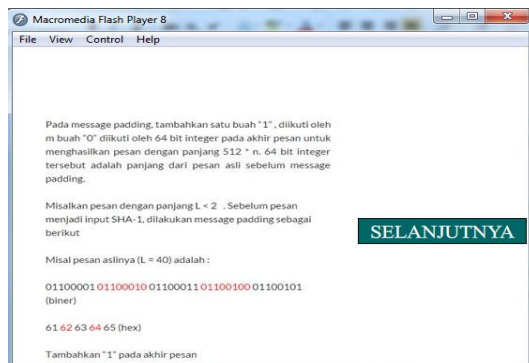 Macromedia Flash Player 8
File View Control Help
Pada message padding, tambahkan satu buah "1" , diikuti oleh
m buah "0" diikuti oleh 64 bit integer pada akhir pesan untuk
menghasilkan pesan dengan panjang 512 * n. 64 bit integer
tersebut adalah panjang dari pesan asli sebelum message
padding.
Misalkan pesan dengan panjang L < 2 . Sebelum pesan
menjadi input SHA-1, dilakukan message padding sebagai
berikut
SELANJUTNYA
Misal pesan aslinya (L = 40) adalah :
01100001 01100010 01100011 01100100 01100101
(biner)
61 62 63 64 65 (hex)
Tambahkan "1" pada akhir pesan